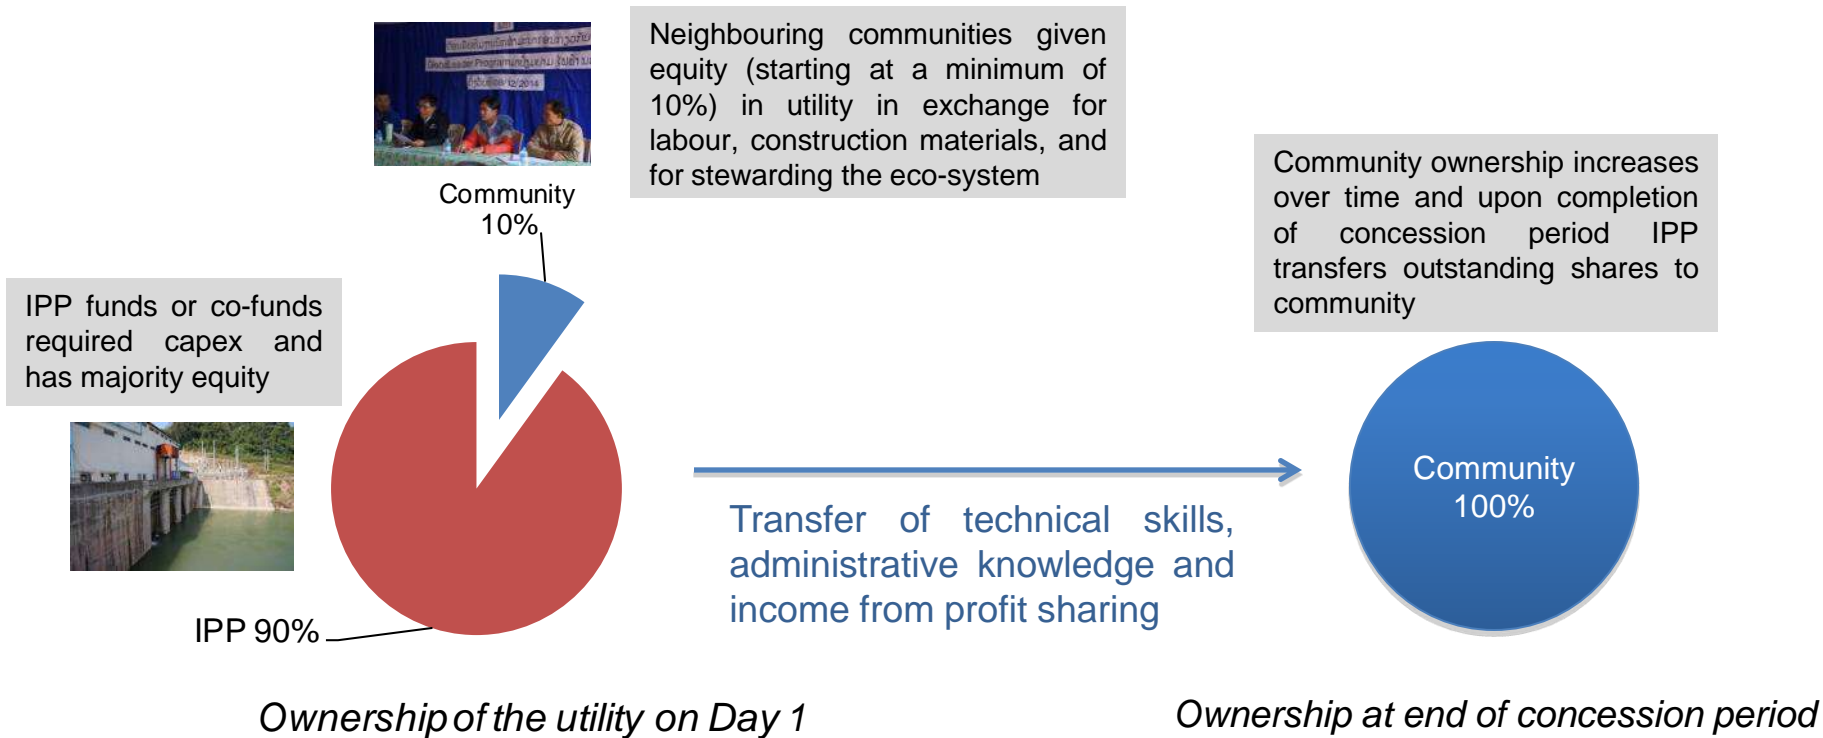 Neighbouring communities given
equity (starting at a minimum of
10%) in utility in exchange for
labour, construction materials, and
for stewarding the eco-system
Community
10%
IPP funds or co-funds
required capex and
has majority equity
IPP 90%
Ownership of the utility on Day 1
Transfer of technical skills,
administrative knowledge and
income from profit sharing
Community ownership increases
over time and upon completion
of concession period IPP
transfers outstanding shares to
community
Community
100%
Ownership at end of concession period